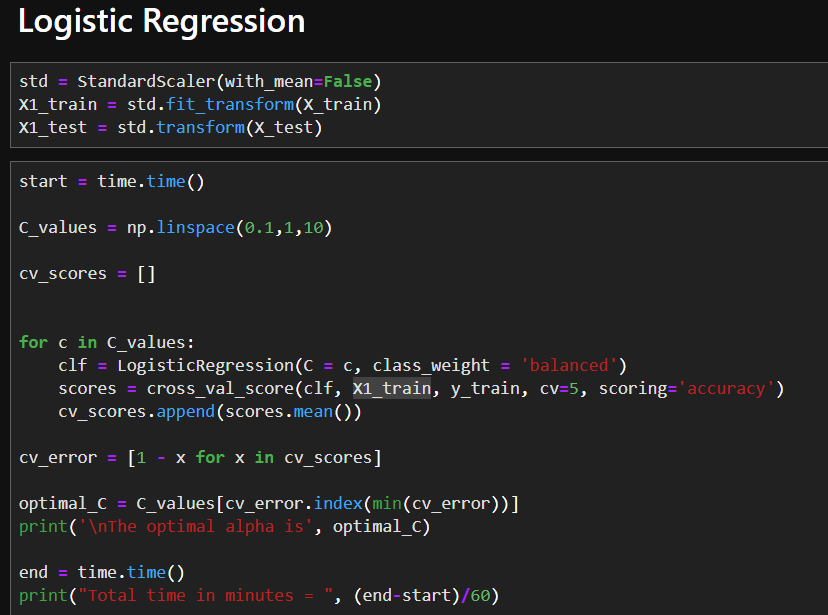 Logistic Regression
std = StandardScaler(with_mean=False)
X1_train = std.fit_transform(X_train)
X1_test = std.transform(X_test)
start = time.time()
C_values = np.linspace(0.1,1,10)
cv_scores = []
for c in C_values:
    clf = LogisticRegression(C = c, class_weight = 'balanced')
    scores = cross_val_score(clf, X1_train, y_train, cv=5, scoring='accuracy')
    cv_scores.append(scores.mean())
cv_error = [1 - x for x in cv_scores]
optimal_C = C_values[cv_error.index(min(cv_error))]
print('\nThe optimal alpha is', optimal_C)
end = time.time()
print("Total time in minutes = ", (end-start)/60)